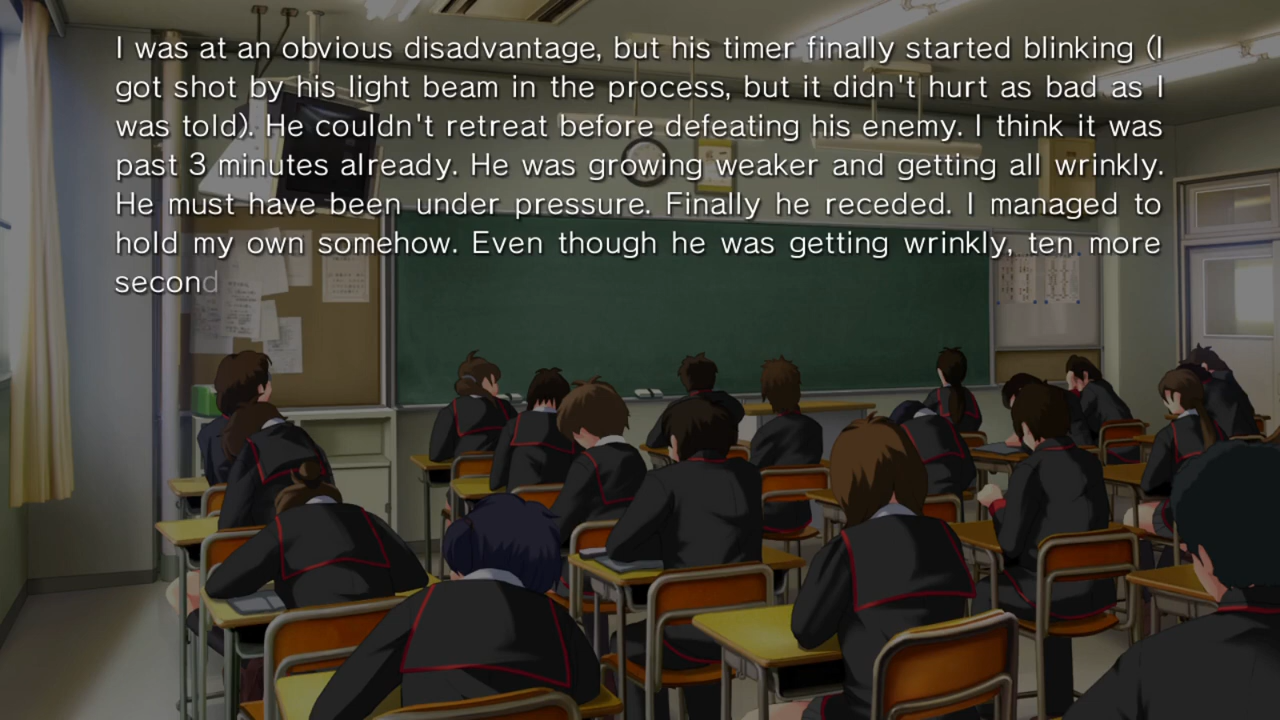 I was at an obvious disadvantage, but his timer finally started blinking (I
got shot by his light beam in the process, but it didn't hurt as bad as I
was told). He couldn't retreat before defeating his enemy. I think it was
past 3 minutes already. He was growing weaker and getting all wrinkly.
He must have been under pressure. Finally he receded. I managed to
hold my own somehow. Even though he was getting wrinkly, ten more
second